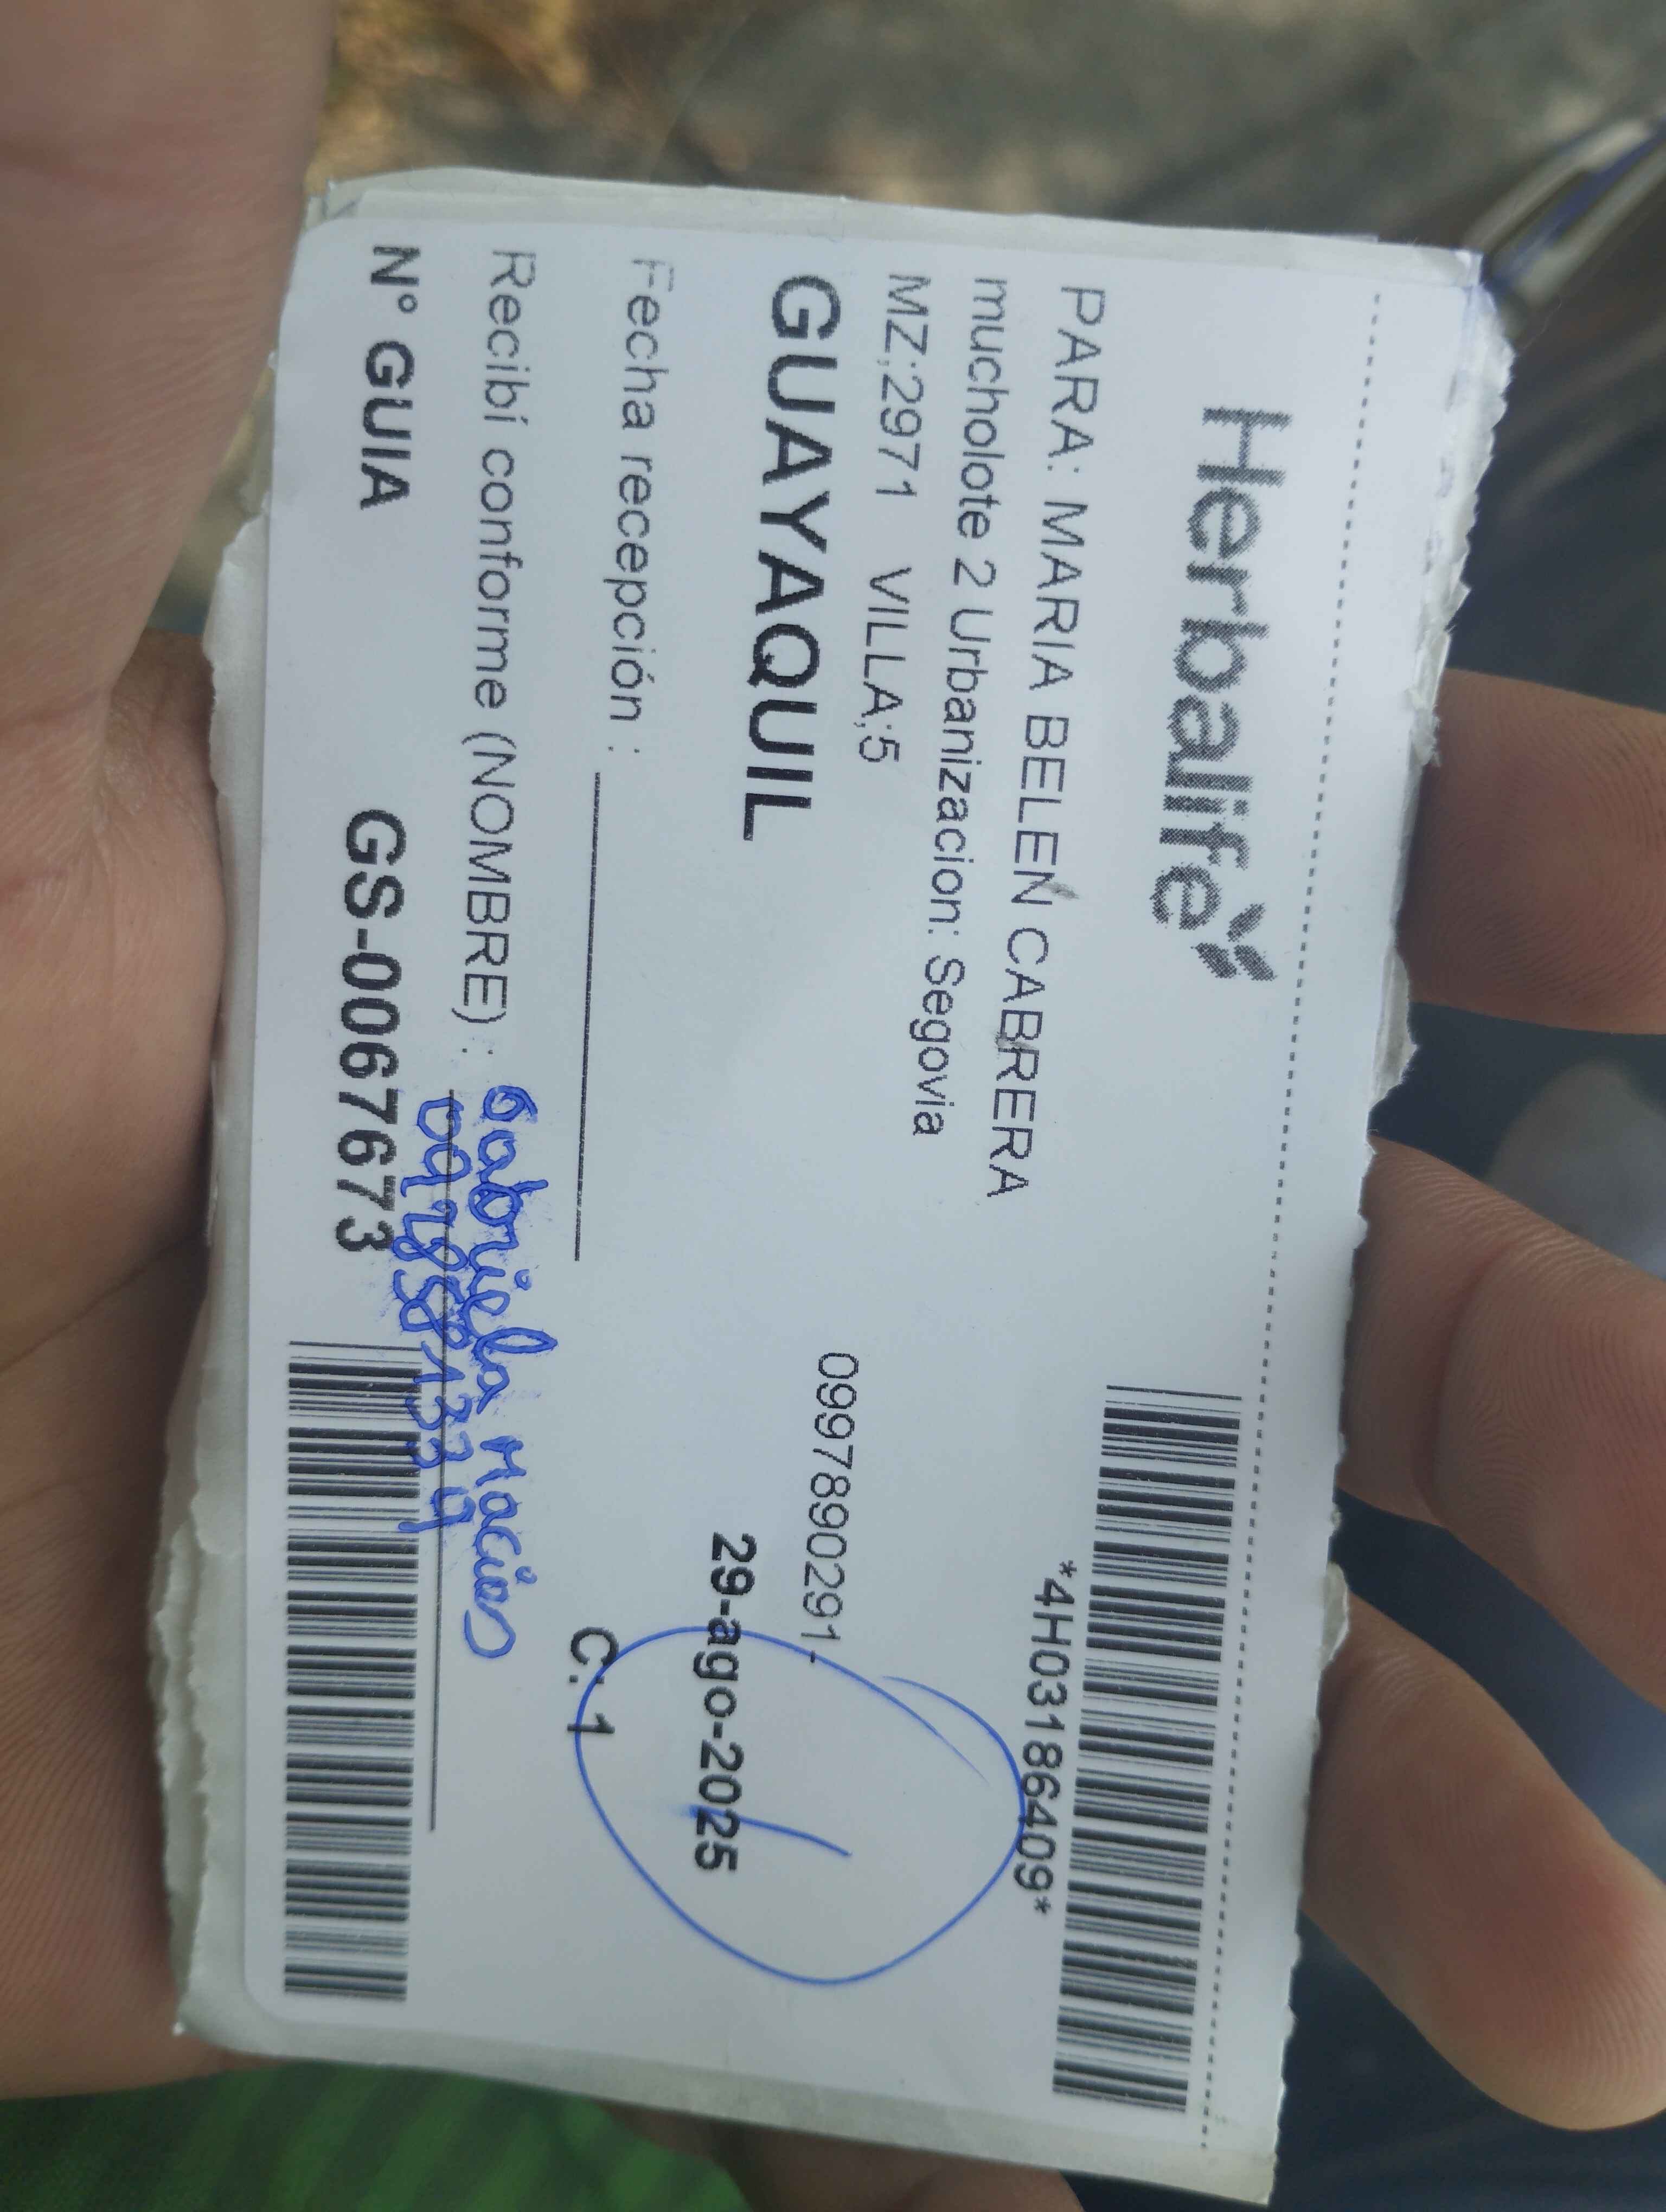 Herbalife
*4H03186409*
PARA: MARIA BELEN CABRERA
mucholote 2 Urbanizacion: Segovia
MZ;2971 VILLA;5
0997890291-
GUAYAQUIL
29-ago-2025
Fecha recepción :
C: 1
Recibí conforme (NOMBRE) : Gabriela Macias
N° GUIA GS-0067673